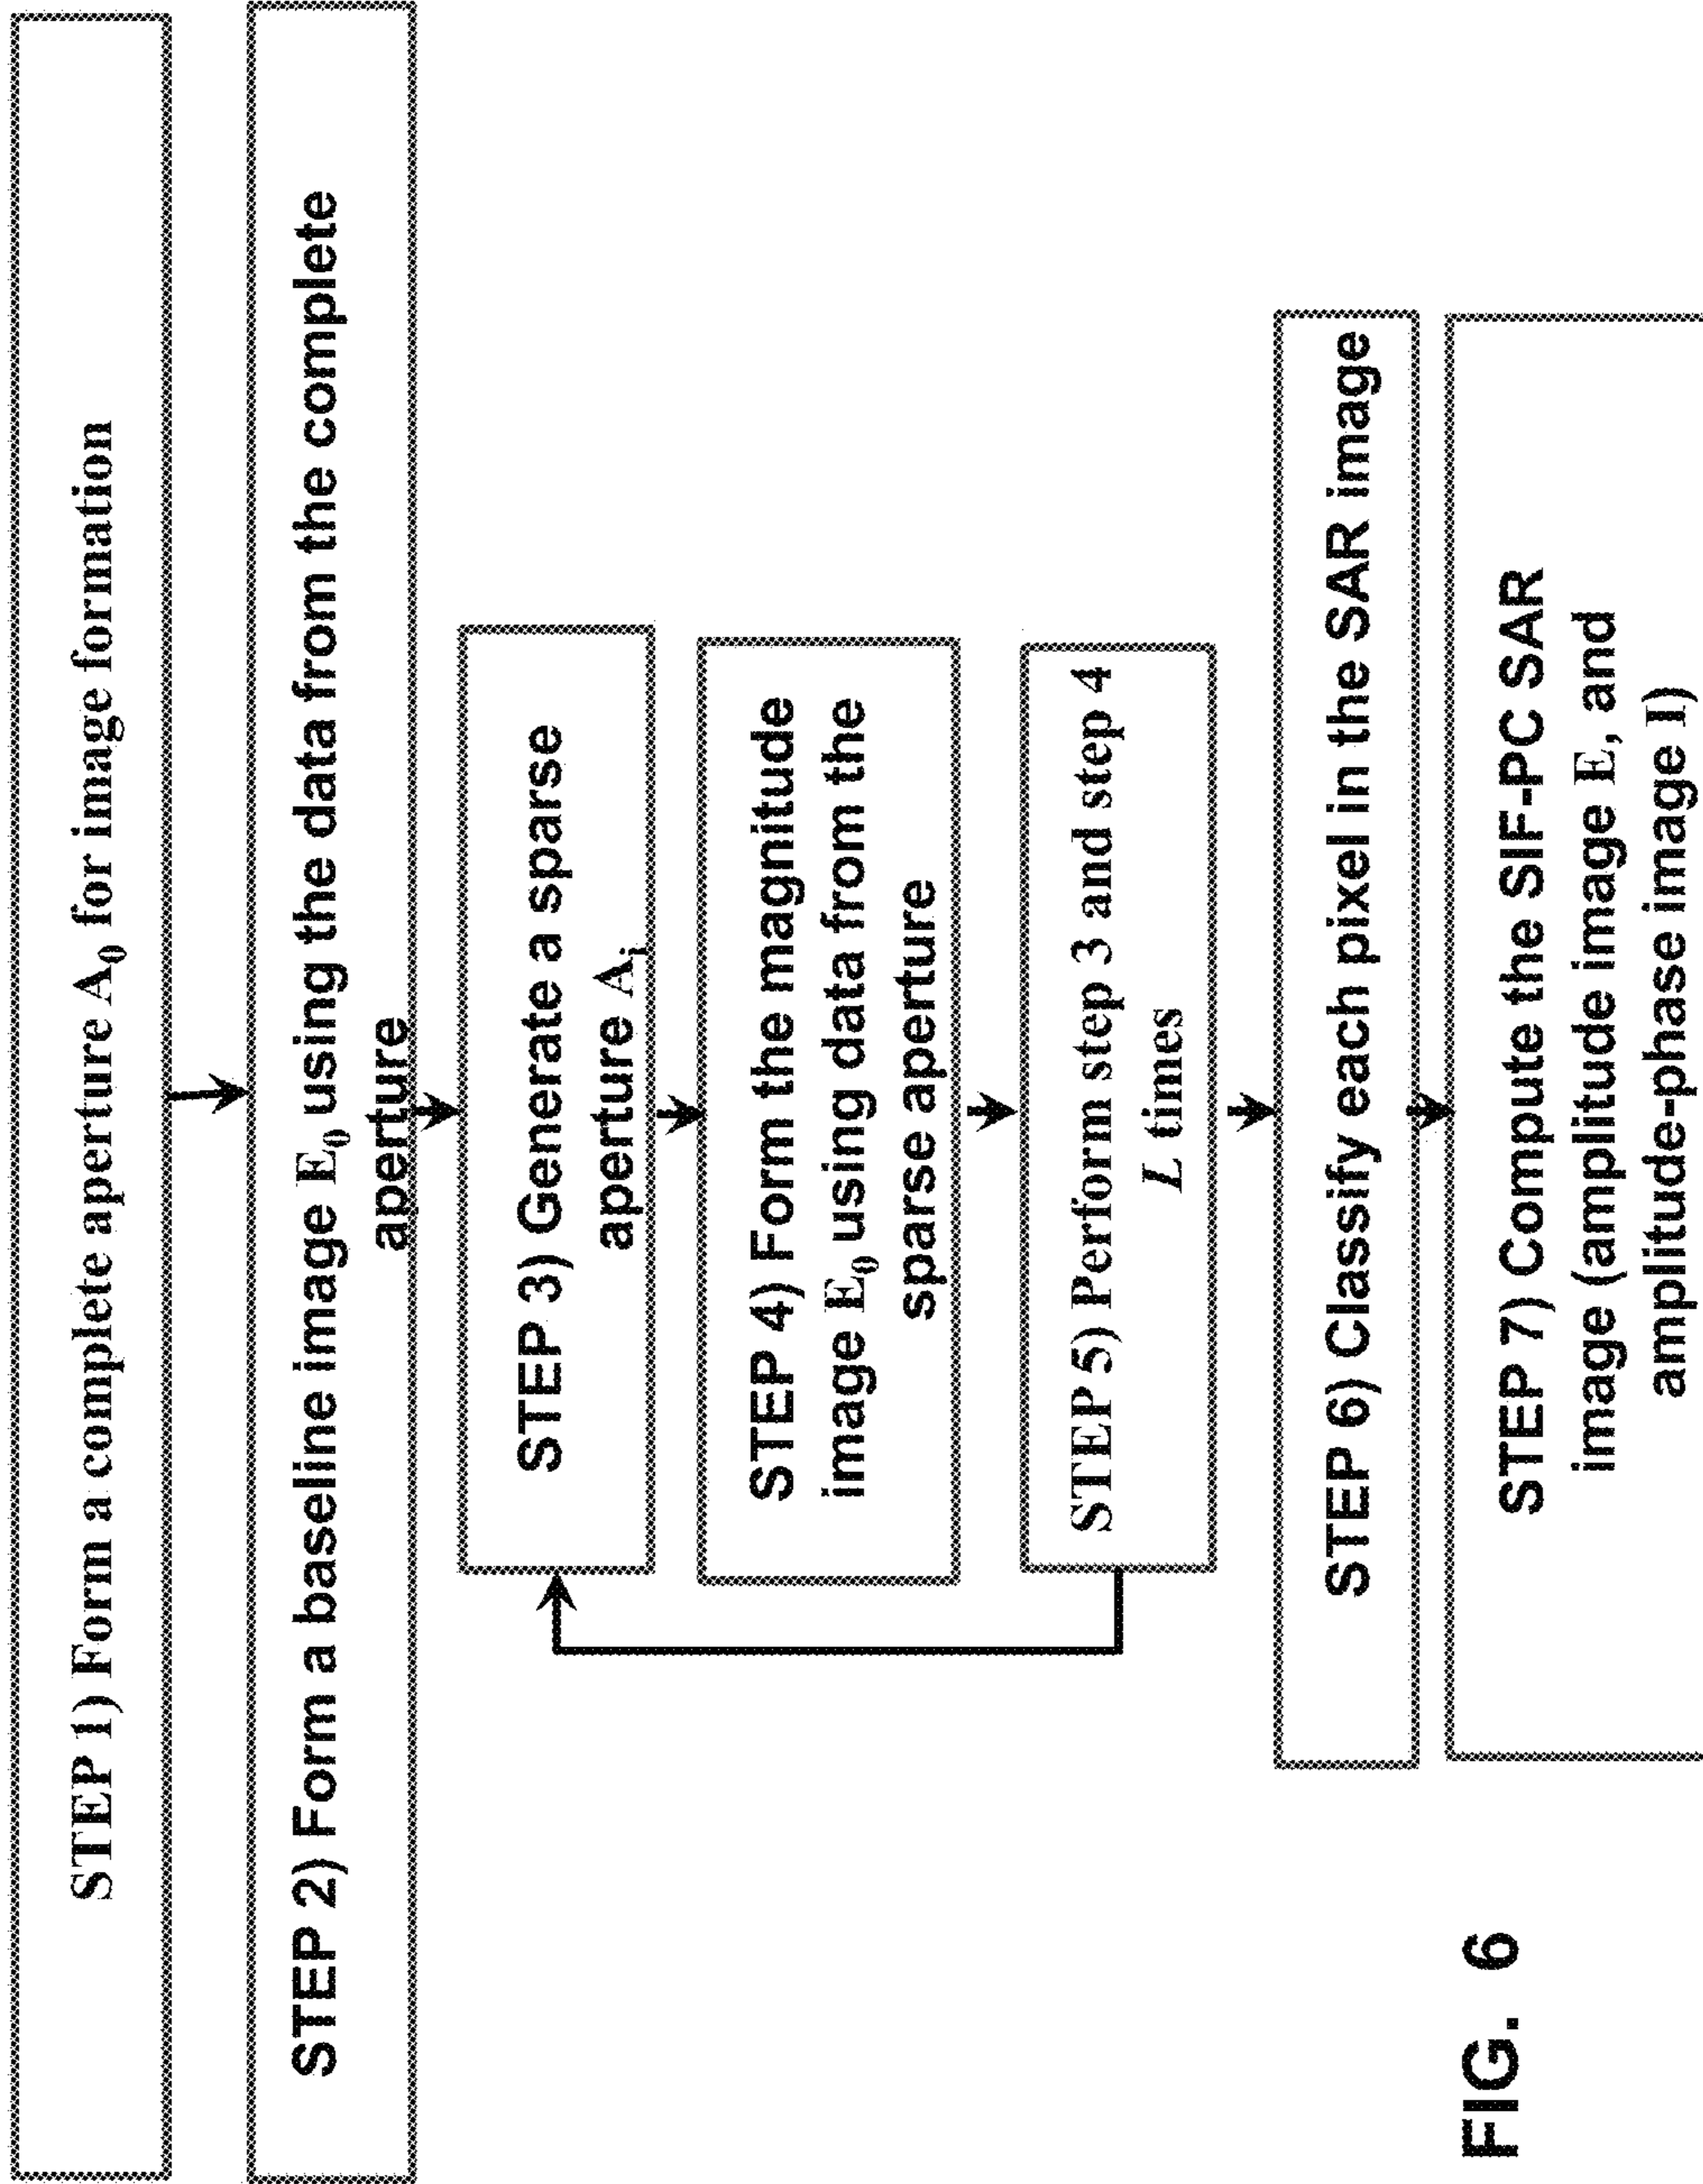 STEP 1) Form a complete aperture A₀ for image formation
STEP 2) Form a baseline image E₀ using the data from the complete
aperture
STEP 3) Generate a sparse
aperture Aᵢ
STEP 4) Form the magnitude
image E₀ using data from the
sparse aperture
STEP 5) Perform step 3 and step 4
L times
STEP 6) Classify each pixel in the SAR image
STEP 7) Compute the SIF-PC SAR
image (amplitude image E, and
amplitude-phase image I)
FIG. 6